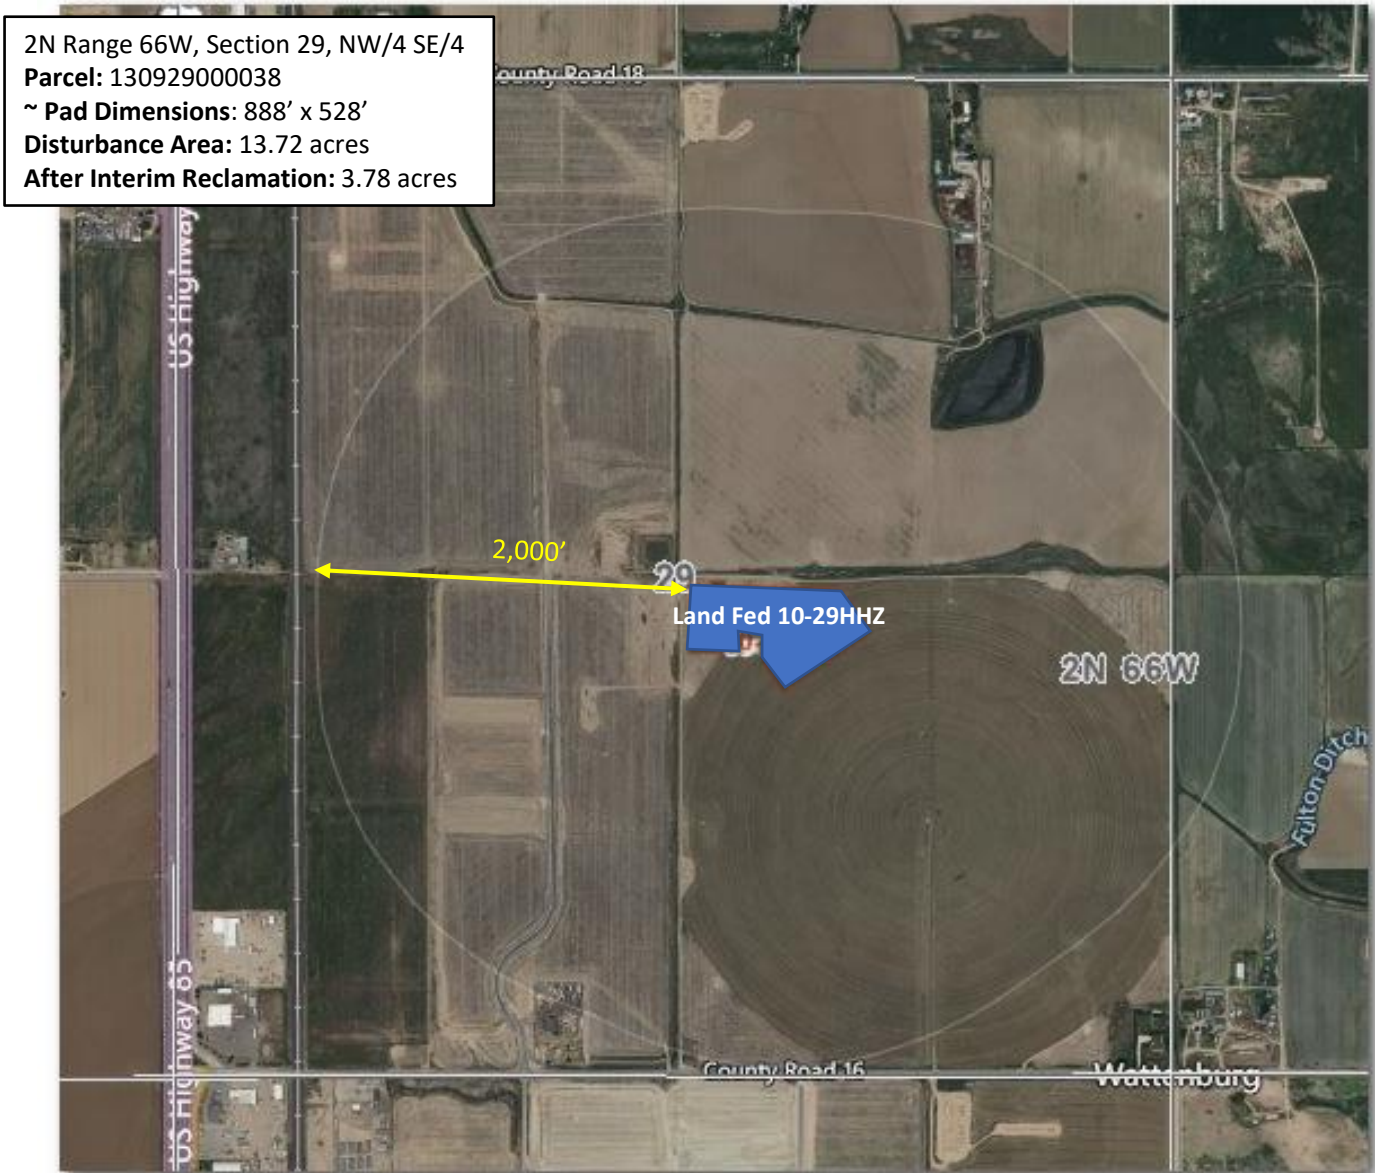 2N Range 66W, Section 29, NW/4 SE/4
Parcel: 130929000038
~ Pad Dimensions: 888’ x 528’
Disturbance Area: 13.72 acres
After Interim Reclamation: 3.78 acres
County Road 18
US Highway
2,000’
29
Land Fed 10-29HHZ
2N 66W
Fulton Ditch
US Highway 85
County Road 16
Wattenburg